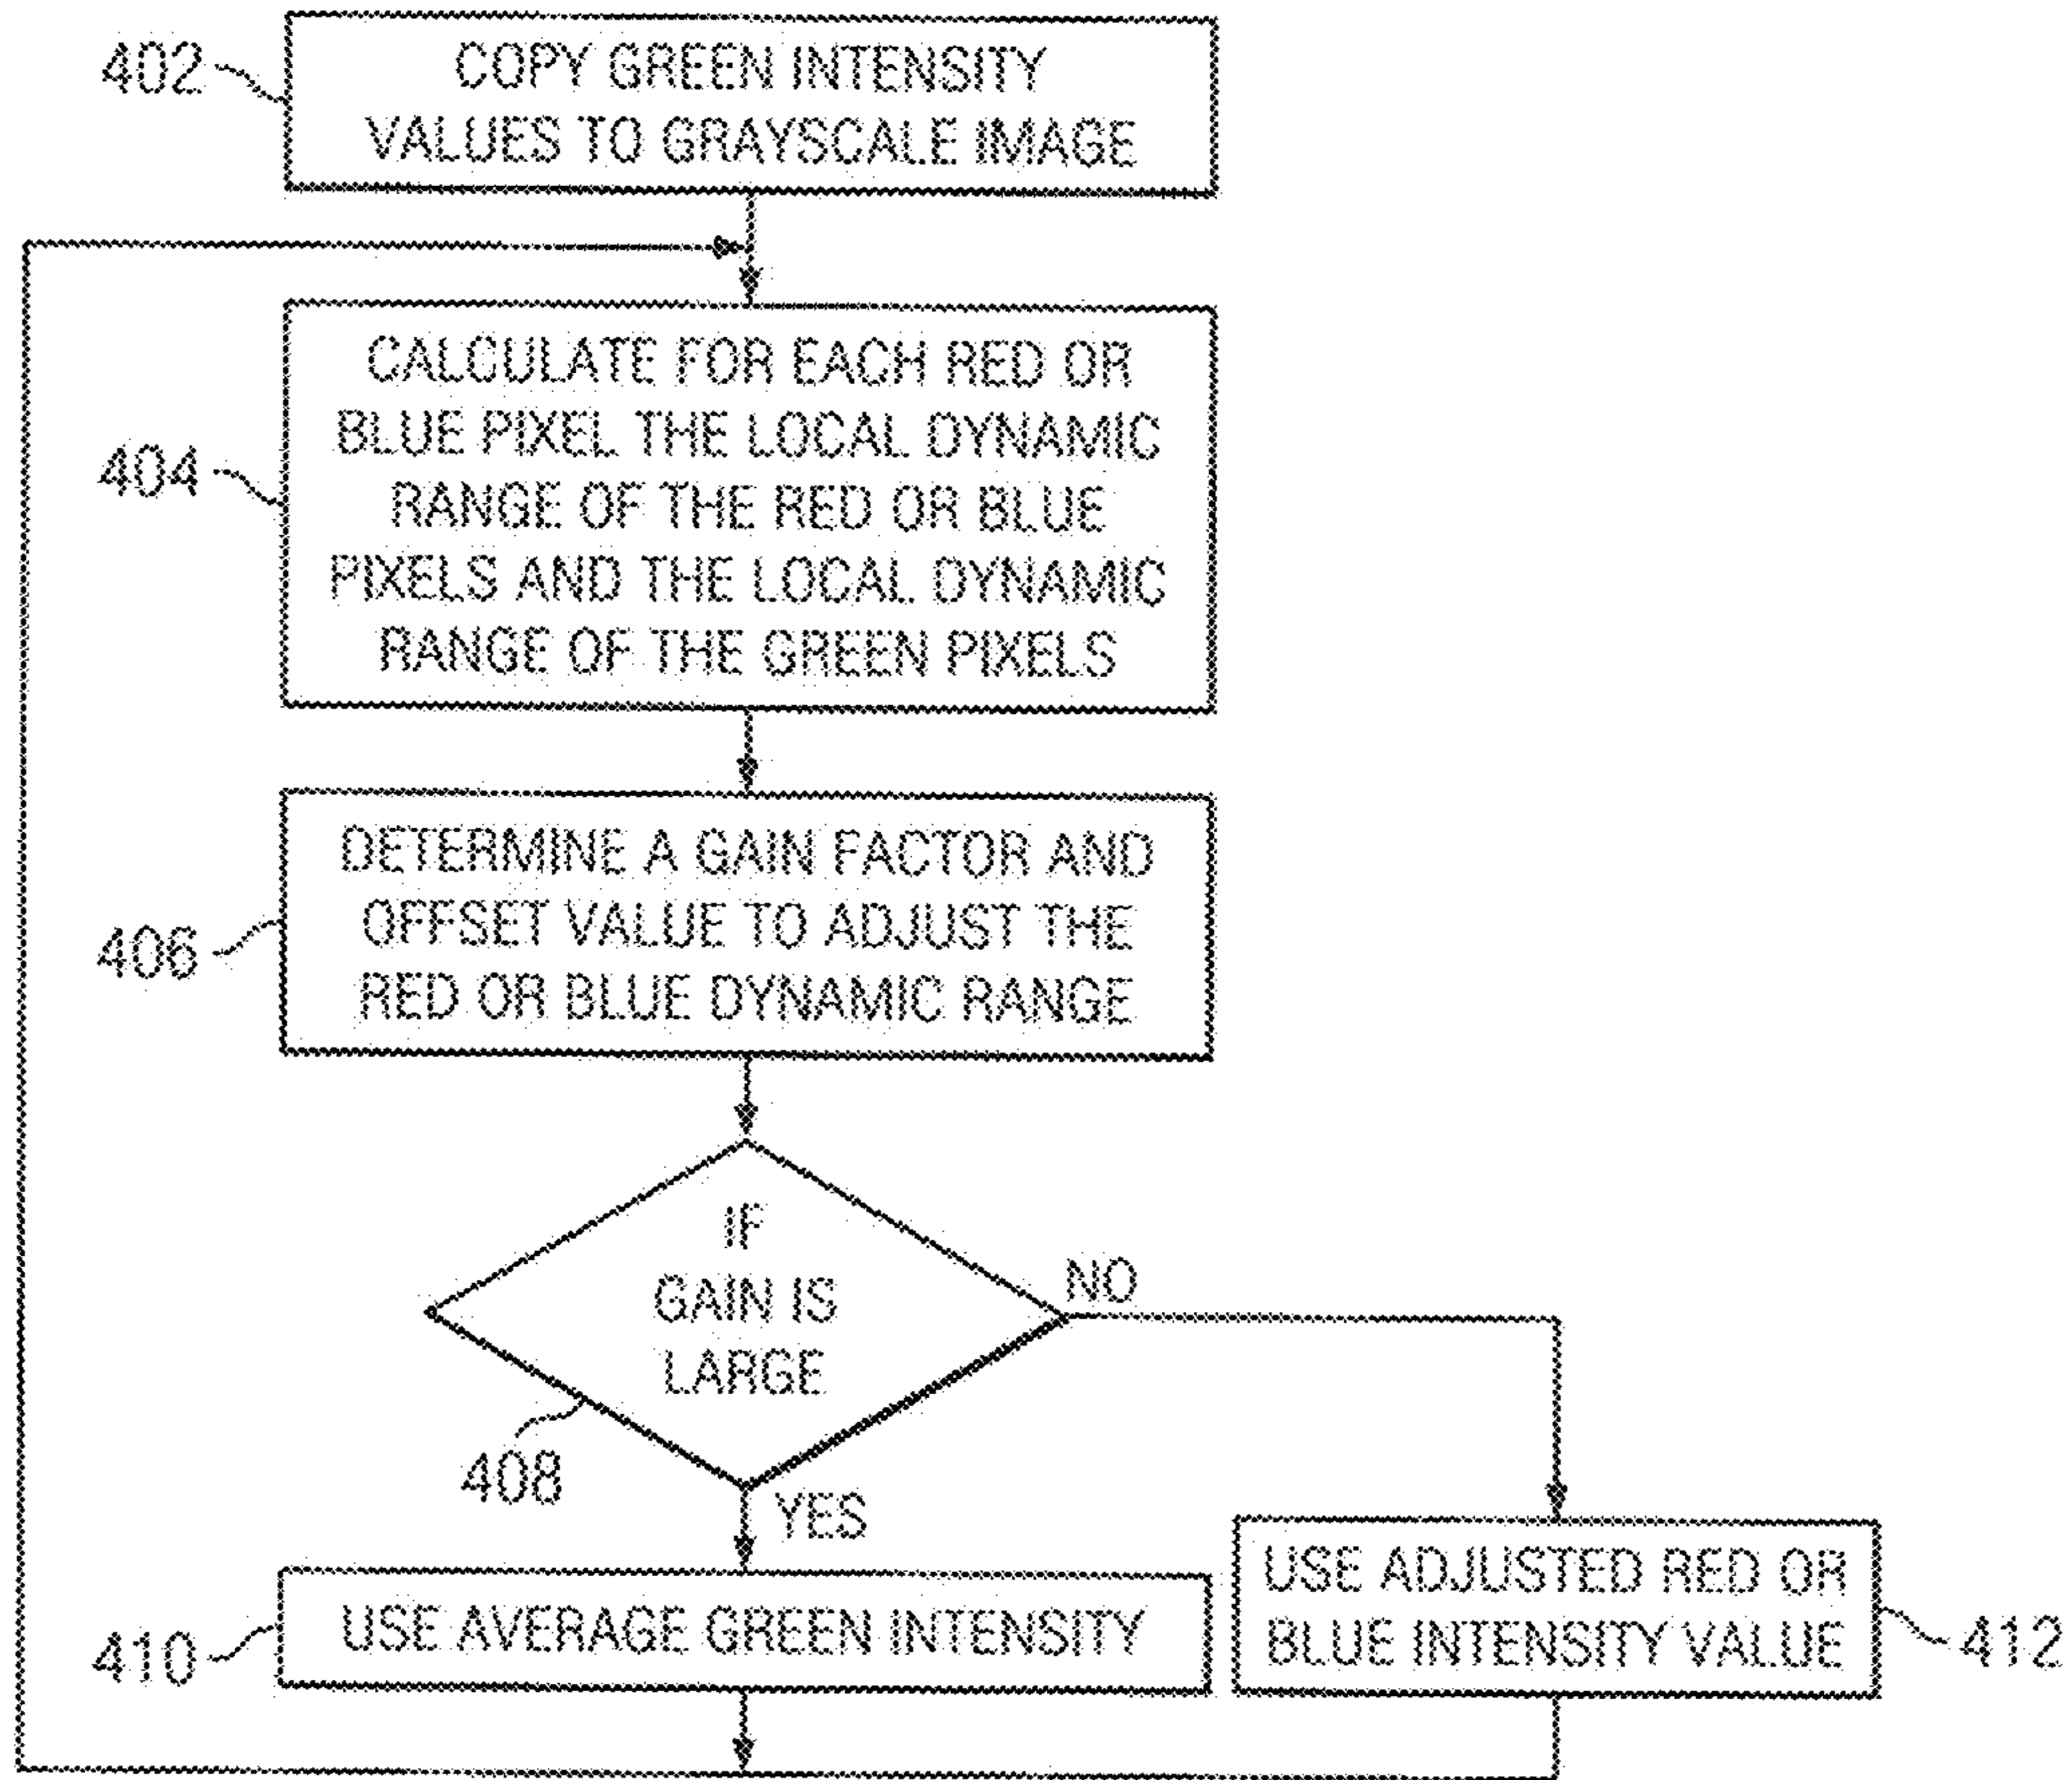 402
COPY GREEN INTENSITY
VALUES TO GRAYSCALE IMAGE
404
CALCULATE FOR EACH RED OR
BLUE PIXEL THE LOCAL DYNAMIC
RANGE OF THE RED OR BLUE
PIXELS AND THE LOCAL DYNAMIC
RANGE OF THE GREEN PIXELS
406
DETERMINE A GAIN FACTOR AND
OFFSET VALUE TO ADJUST THE
RED OR BLUE DYNAMIC RANGE
IF
GAIN IS
LARGE
NO
408
YES
410
USE AVERAGE GREEN INTENSITY
USE ADJUSTED RED OR
BLUE INTENSITY VALUE
412